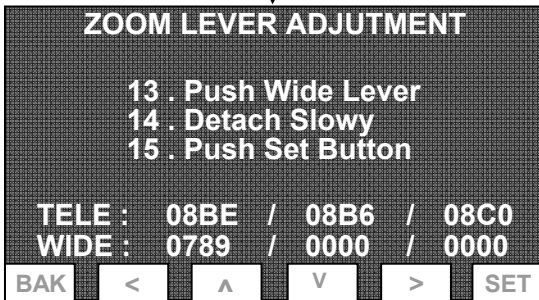 ZOOM LEVER ADJUTMENT
13 . Push Wide Lever
14 . Detach Slowy
15 . Push Set Button
TELE : 08BE / 08B6 / 08C0
WIDE : 0789 / 0000 / 0000
BAK < ʌ V > SET